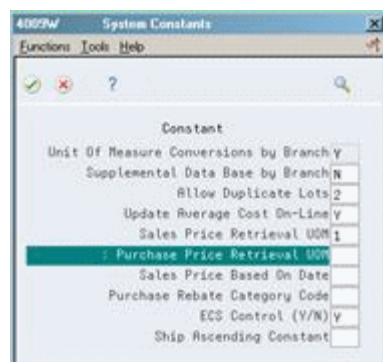 4009W System Constants
Functions Tools Help
?
Constant
Unit Of Measure Conversions by Branch Y
Supplemental Data Base by Branch N
Allow Duplicate Lots 2
Update Average Cost On-Line Y
Sales Price Retrieval UOM 1
: Purchase Price Retrieval UOM
Sales Price Based On Date
Purchase Rebate Category Code
ECS Control (Y/N) Y
Ship Ascending Constant